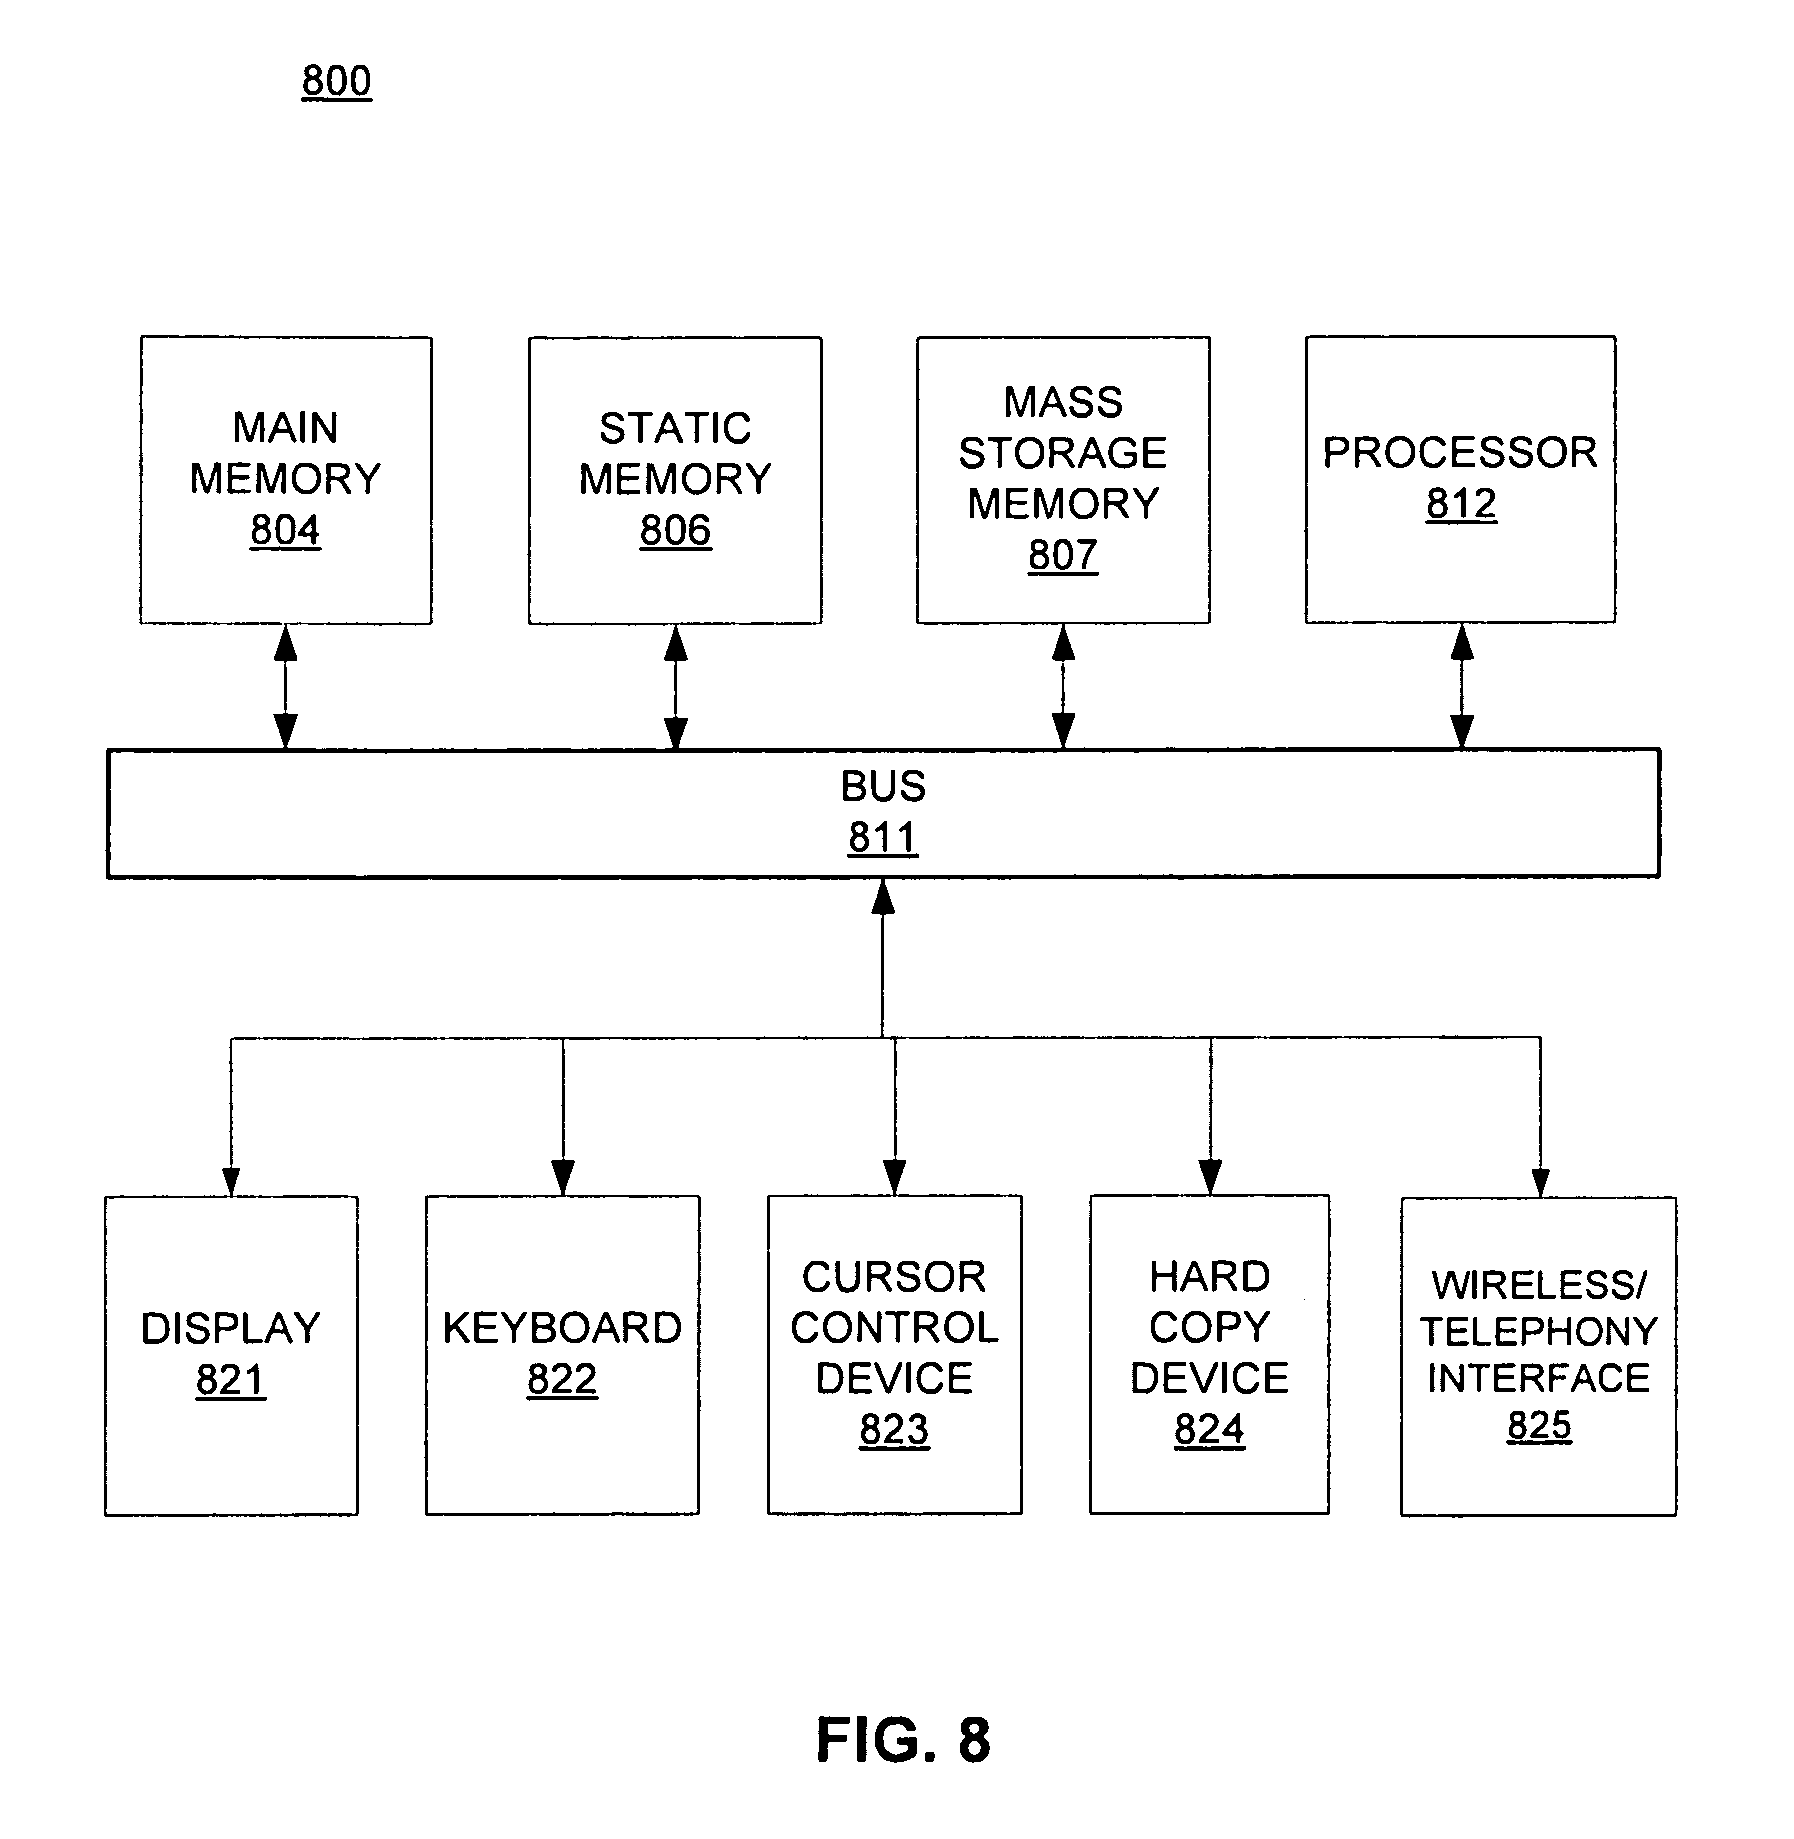 800
MAIN
MEMORY
804
STATIC
MEMORY
806
MASS
STORAGE
MEMORY
807
PROCESSOR
812
BUS
811
DISPLAY
821
KEYBOARD
822
CURSOR
CONTROL
DEVICE
823
HARD
COPY
DEVICE
824
WIRELESS/
TELEPHONY
INTERFACE
825
FIG. 8